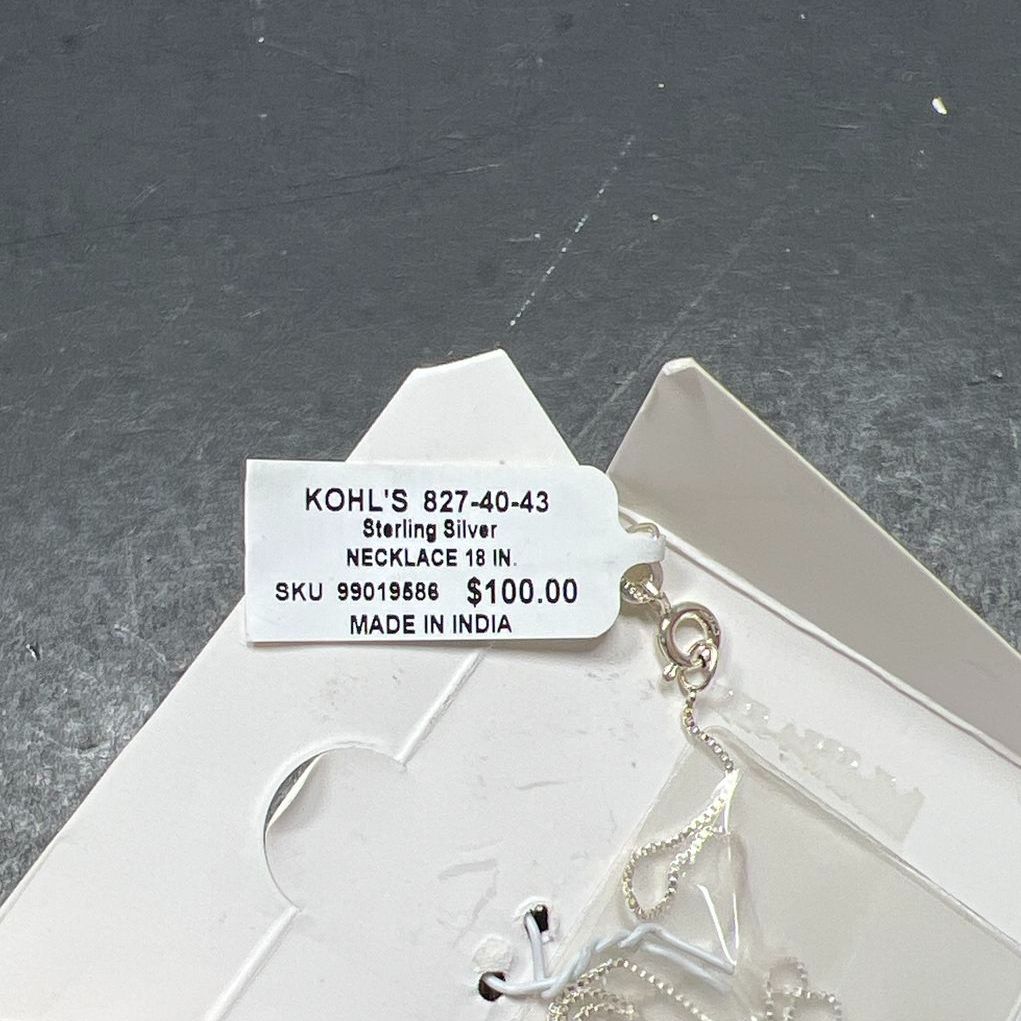 KOHL'S 827-40-43
Sterling Silver
NECKLACE 18 IN.
SKU 99019586 $100.00
MADE IN INDIA